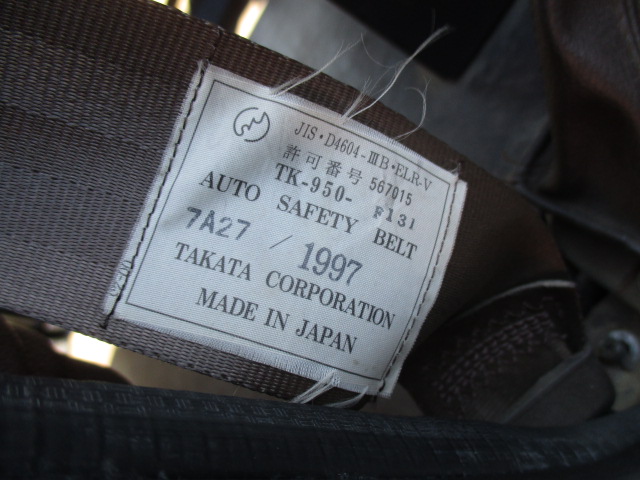 JIS・D4604-ⅢB・ELR-V
許可番号 567015
TK-950- F131
AUTO SAFETY BELT
7A27 / 1997
TAKATA CORPORATION
MADE IN JAPAN